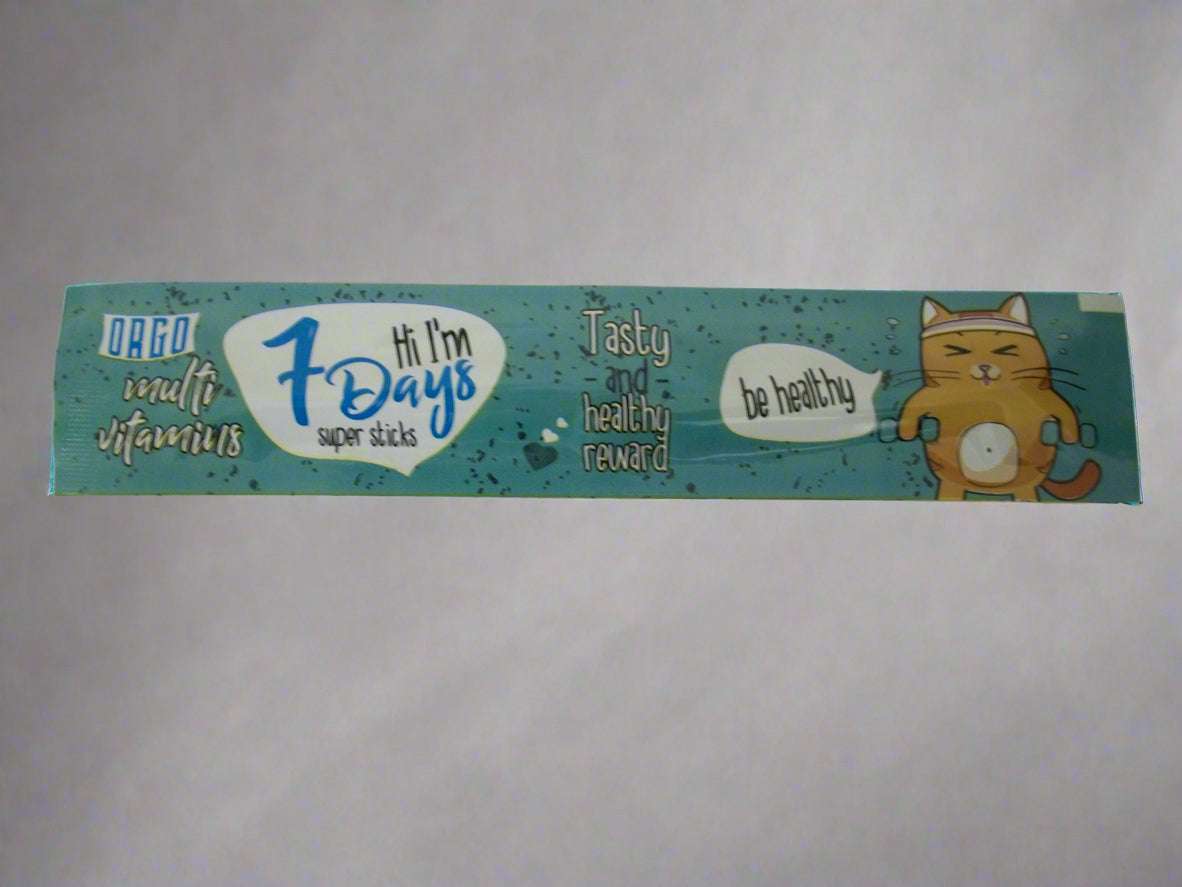 ORGO
multi
vitamins
Hi I'm
7 Days
super sticks
Tasty
- and -
healthy
reward
be healthy